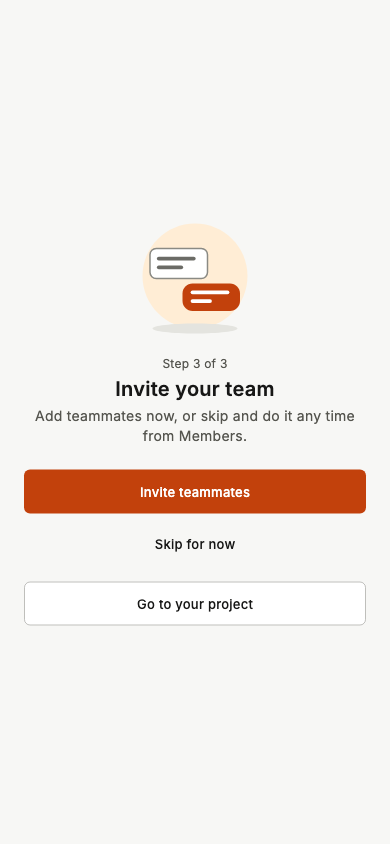 Step 3 of 3
Invite your team
Add teammates now, or skip and do it any time
from Members.
Invite teammates
Skip for now
Go to your project